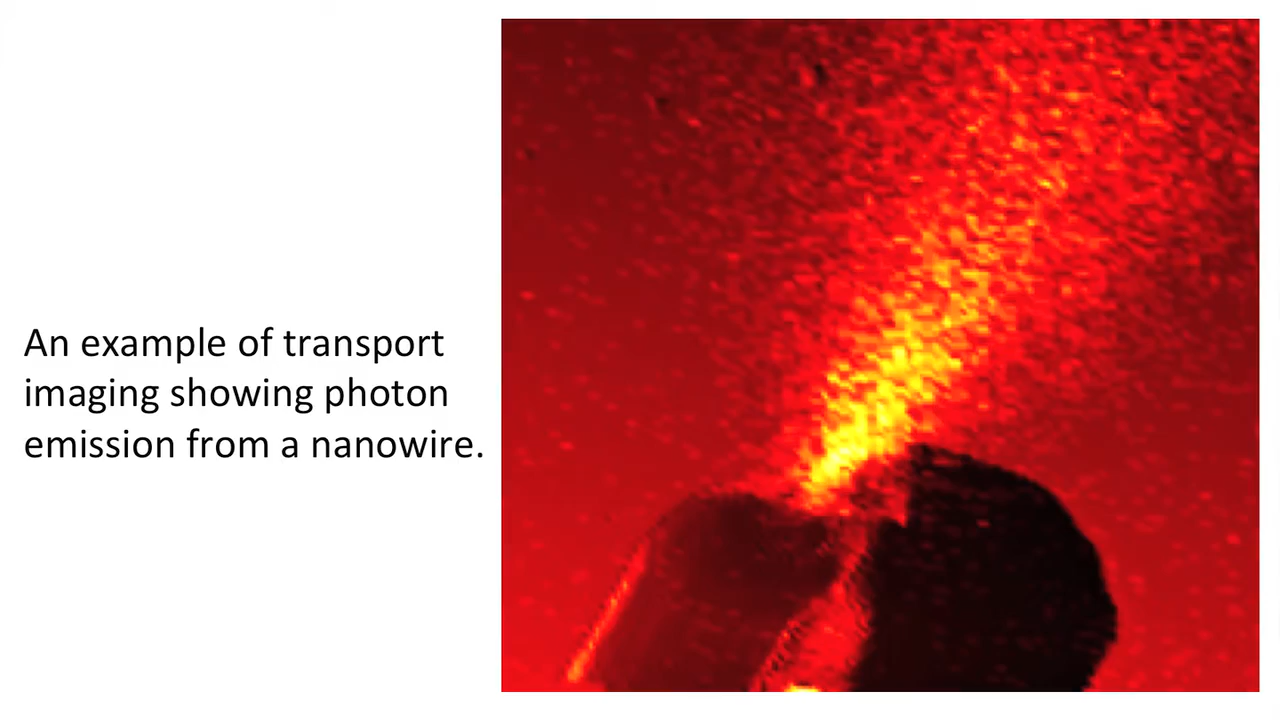 An example of transport
imaging showing photon
emission from a nanowire.